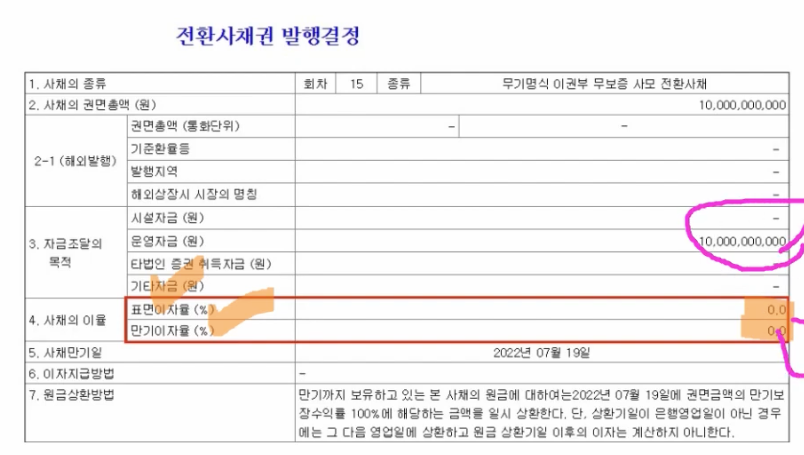 전환사채권 발행결정
1. 사채의 종류 회차 15 종류 무기명식 이권부 무보증 사모 전환사채
2. 사채의 권면총액 (원) 10,000,000,000
2-1 (해외발행) 권면총액 (통화단위) - -
기준환율등 -
발행지역 -
해외상장시 시장의 명칭 -
3. 자금조달의 목적 시설자금 (원) -
운영자금 (원) 10,000,000,000
타법인 증권 취득자금 (원) -
기타자금 (원) -
4. 사채의 이율 표면이자율 (%) 0.0
만기이자율 (%) 0.0
5. 사채만기일 2022년 07월 19일
6. 이자지급방법 -
7. 원금상환방법 만기까지 보유하고 있는 본 사채의 원금에 대하여는2022년 07월 19일에 권면금액의 만기보
장수익률 100%에 해당하는 금액을 일시 상환한다. 단, 상환기일이 은행영업일이 아닌 경우
에는 그 다음 영업일에 상환하고 원금 상환기일 이후의 이자는 계산하지 아니한다.